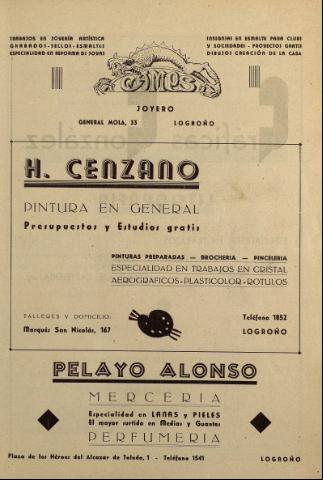 TRABAJOS EN JOYERÍA ARTÍSTICA
GRABADOS - SELLOS - ESMALTES
ESPECIALIDAD EN REFORMA DE JOYAS
INSIGNIAS EN ESMALTE PARA CLUBS
Y SOCIEDADES - PROYECTOS GRATIS
DIBUJOS CREACIÓN DE LA CASA
CAMPOS
JOYERO
GENERAL MOLA, 33 LOGROÑO
H. CENZANO
PINTURA EN GENERAL
Presupuestos y Estudios gratis
PINTURAS PREPARADAS — BROCHERIA — PINCELERIA
ESPECIALIDAD EN TRABAJOS EN CRISTAL
AEROGRAFICOS-PLASTICOLOR-ROTULOS
TALLERES Y DOMICILIO:
Marqués San Nicolás, 167
Teléfono 1852
LOGROÑO
PELAYO ALONSO
MERCERIA
Especialidad en LANAS y PIELES
El mayor surtido en Medias y Guantes
PERFUMERIA
Plaza de los Héroes del Alcazar de Toledo, 1 - Teléfono 1541 LOGROÑO